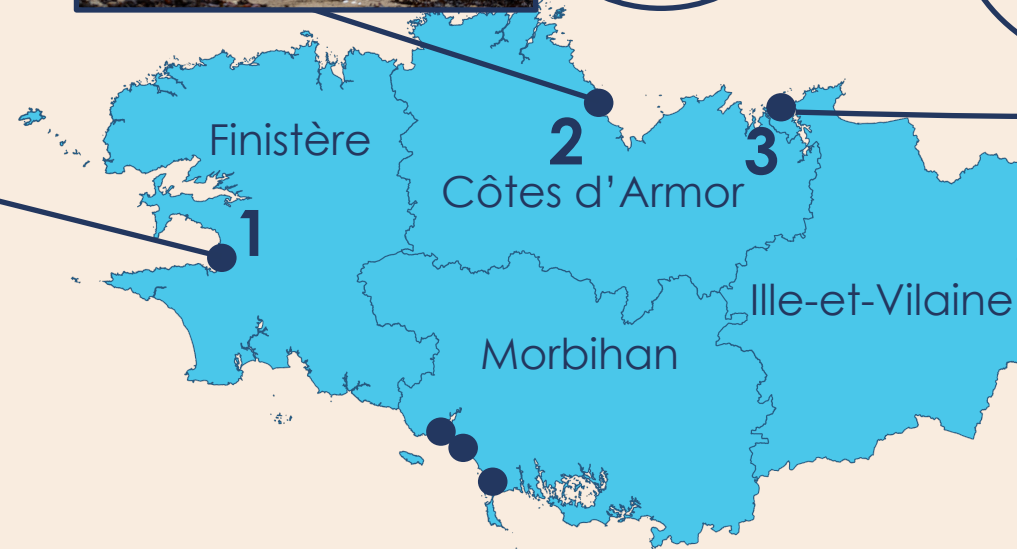 Finistère
2
3
Côtes d'Armor
1
Ille-et-Vilaine
Morbihan